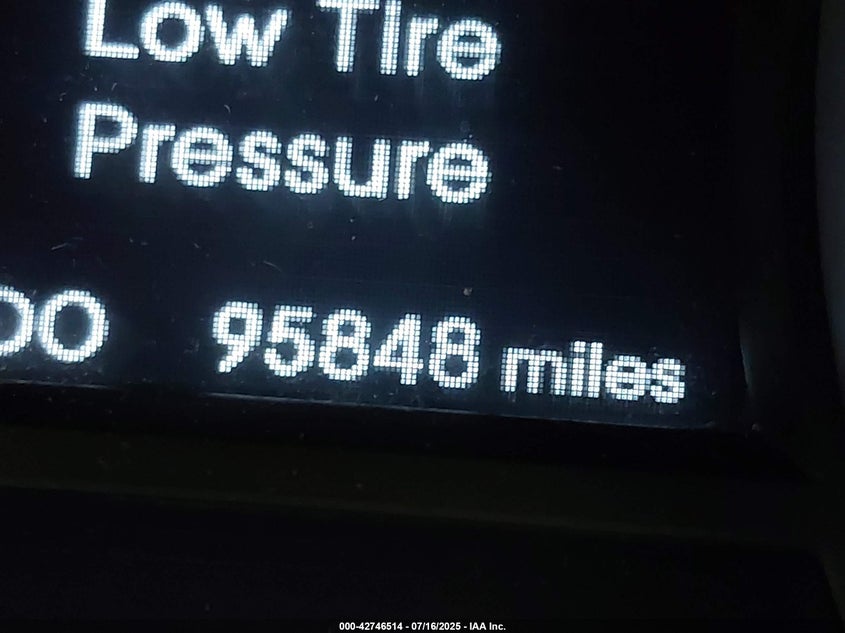 Low Tire
Pressure
95848 miles
000-42746514 - 07/16/2025 - IAA Inc.